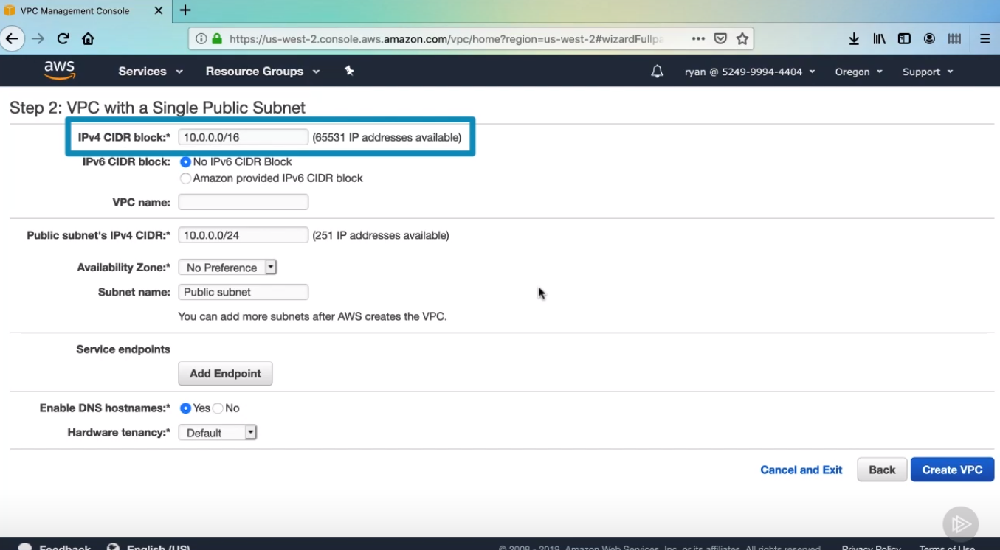 VPC Management Console
https://us-west-2.console.aws.amazon.com/vpc/home?region=us-west-2#wizardFullpa
aws Services Resource Groups ryan @ 5249-9994-4404 Oregon Support
Step 2: VPC with a Single Public Subnet
IPv4 CIDR block:* 10.0.0.0/16 (65531 IP addresses available)
IPv6 CIDR block: No IPv6 CIDR Block
Amazon provided IPv6 CIDR block
VPC name:
Public subnet's IPv4 CIDR:* 10.0.0.0/24 (251 IP addresses available)
Availability Zone:* No Preference
Subnet name: Public subnet
You can add more subnets after AWS creates the VPC.
Service endpoints
Add Endpoint
Enable DNS hostnames:* Yes No
Hardware tenancy:* Default
Cancel and Exit Back Create VPC
Feedback English (US) © 2008 - 2019, Amazon Web Services, Inc. or its affiliates. All rights reserved. Privacy Policy Terms of Use